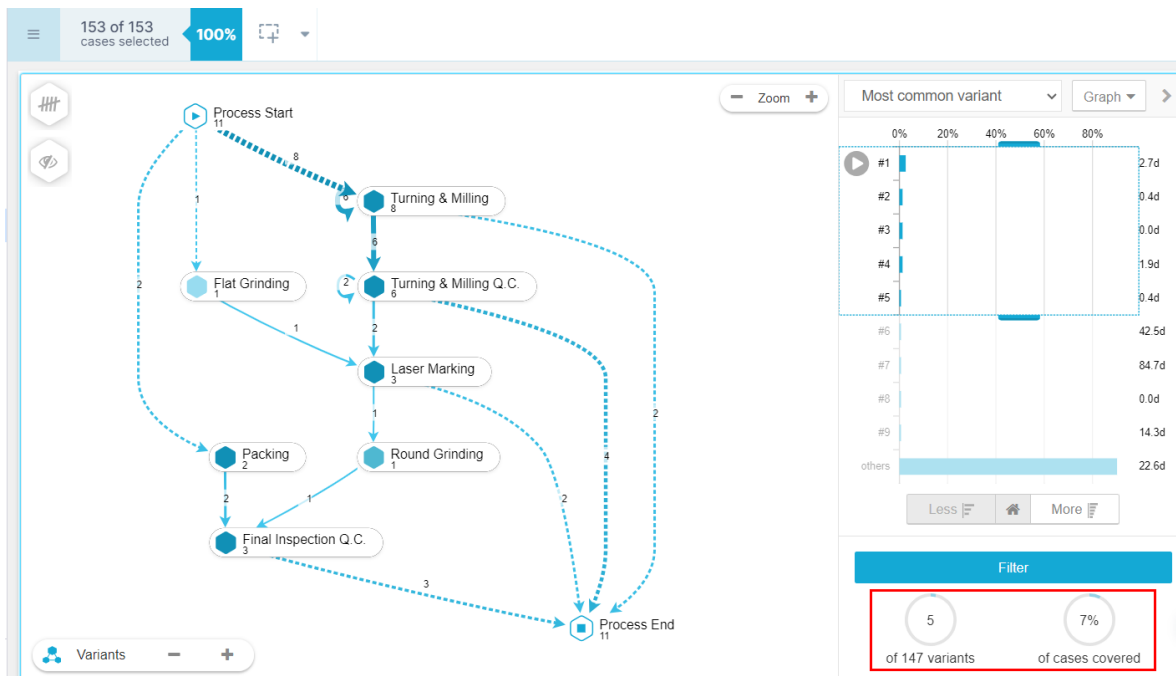 153 of 153
cases selected
100%
Zoom
Most common variant
Graph
Process Start
11
8
1
2
Turning & Milling
8
6
6
Flat Grinding
1
Turning & Milling Q.C.
6
2
1
2
Laser Marking
3
1
2
4
2
Packing
2
Round Grinding
1
2
1
Final Inspection Q.C.
3
3
Process End
11
Variants
0% 20% 40% 60% 80%
#1 2.7d
#2 0.4d
#3 0.0d
#4 1.9d
#5 0.4d
#6 42.5d
#7 84.7d
#8 0.0d
#9 14.3d
others 22.6d
Less
More
Filter
5 7%
of 147 variants of cases covered